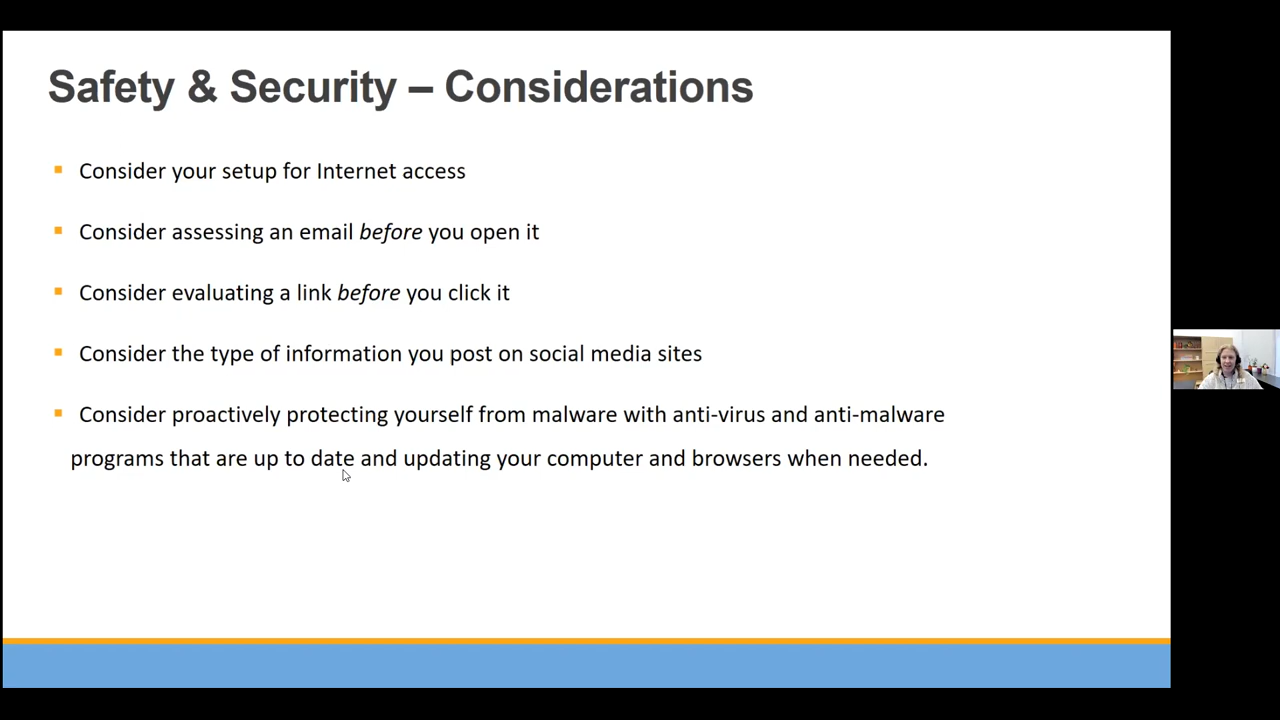 Safety & Security – Considerations
Consider your setup for Internet access
Consider assessing an email before you open it
Consider evaluating a link before you click it
Consider the type of information you post on social media sites
Consider proactively protecting yourself from malware with anti-virus and anti-malware
programs that are up to date and updating your computer and browsers when needed.